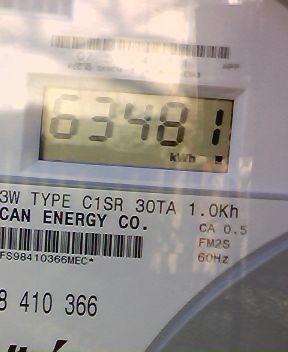 63481
kWh
3W TYPE C1SR 30TA 1.0Kh
CAN ENERGY CO.
CA 0.5
FM2S
FS98410366MEC*
60Hz
8 410 366